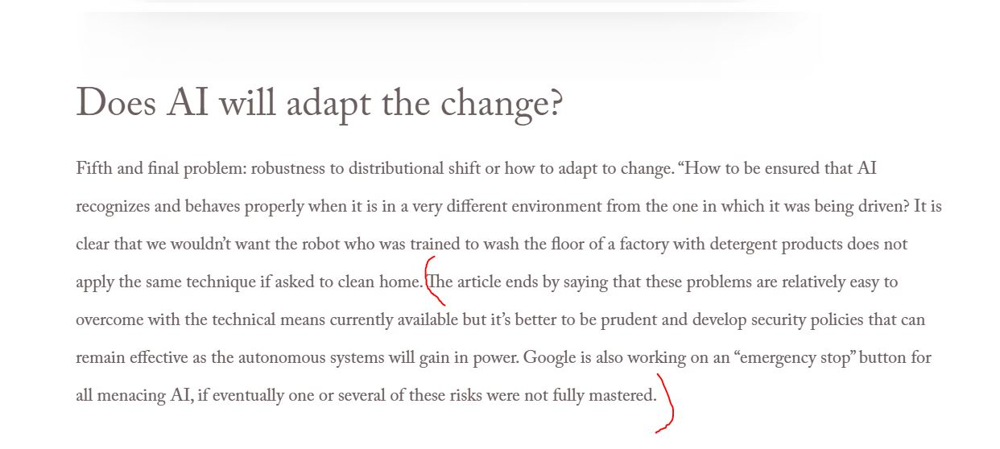 Does AI will adapt the change?
Fifth and final problem: robustness to distributional shift or how to adapt to change. “How to be ensured that AI
recognizes and behaves properly when it is in a very different environment from the one in which it was being driven? It is
clear that we wouldn’t want the robot who was trained to wash the floor of a factory with detergent products does not
apply the same technique if asked to clean home. The article ends by saying that these problems are relatively easy to
overcome with the technical means currently available but it’s better to be prudent and develop security policies that can
remain effective as the autonomous systems will gain in power. Google is also working on an “emergency stop” button for
all menacing AI, if eventually one or several of these risks were not fully mastered.